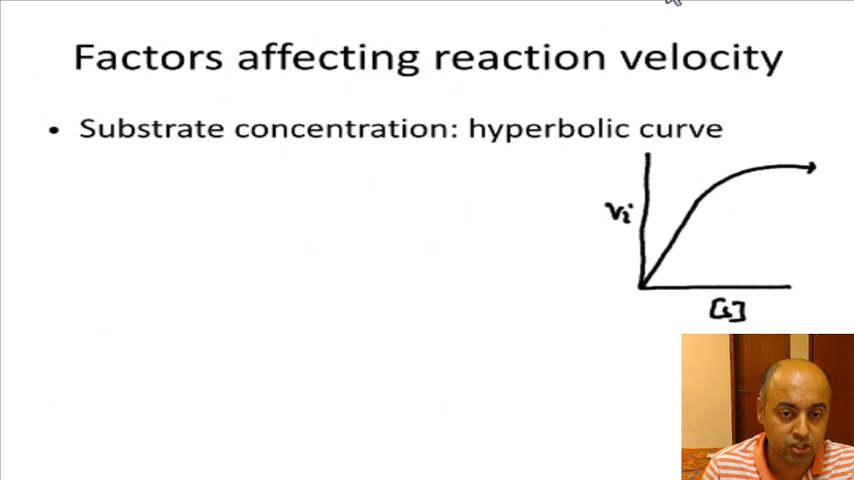 Factors affecting reaction velocity
• Substrate concentration: hyperbolic curve
Vi
[s]